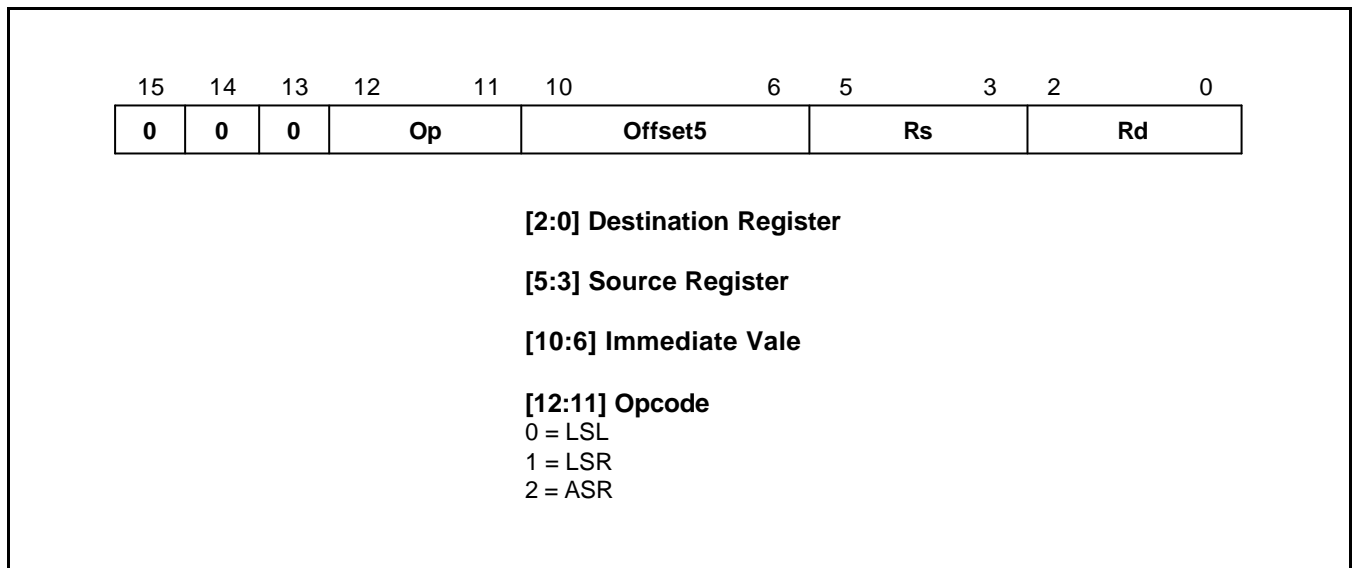 15 14 13 12 11 10 6 5 3 2 0
0 0 0 Op Offset5 Rs Rd
[2:0] Destination Register
[5:3] Source Register
[10:6] Immediate Vale
[12:11] Opcode
0 = LSL
1 = LSR
2 = ASR